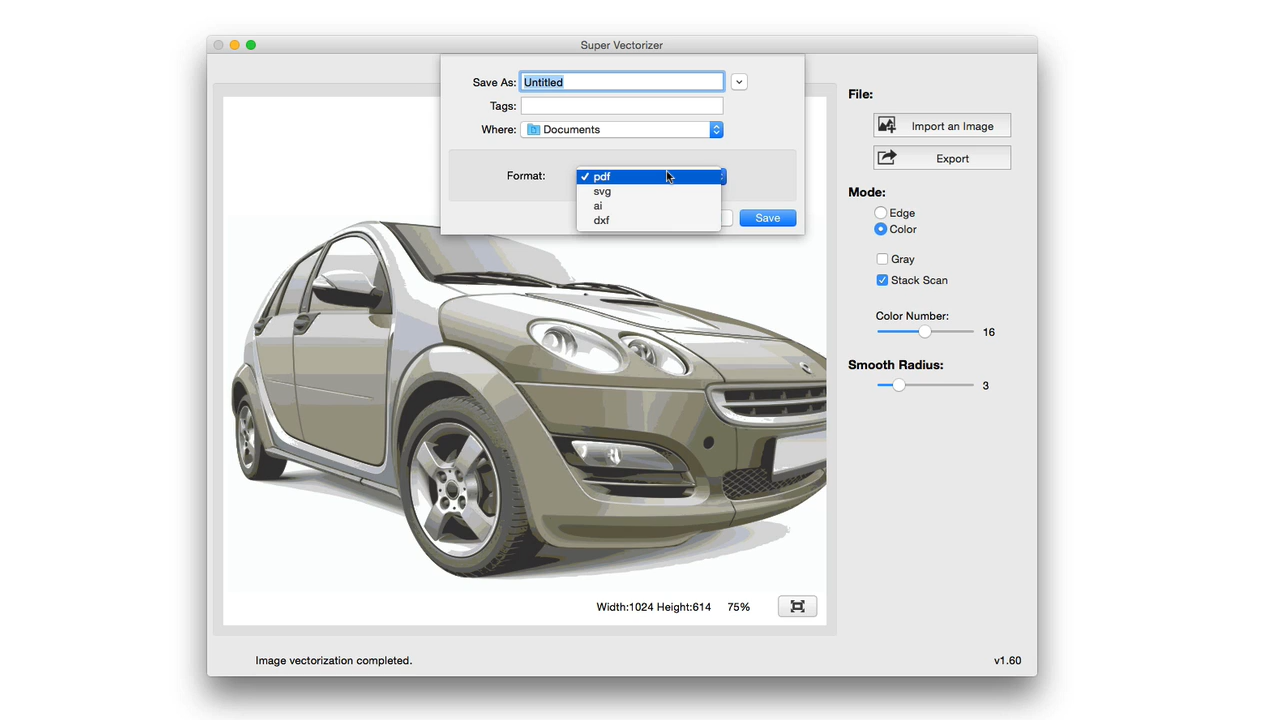 Super Vectorizer
Save As: Untitled
Tags:
Where: Documents
Format: pdf
svg
ai
dxf
Save
File:
Import an Image
Export
Mode:
Edge
Color
Gray
Stack Scan
Color Number:
16
Smooth Radius:
3
Width:1024 Height:614 75%
Image vectorization completed.
v1.60